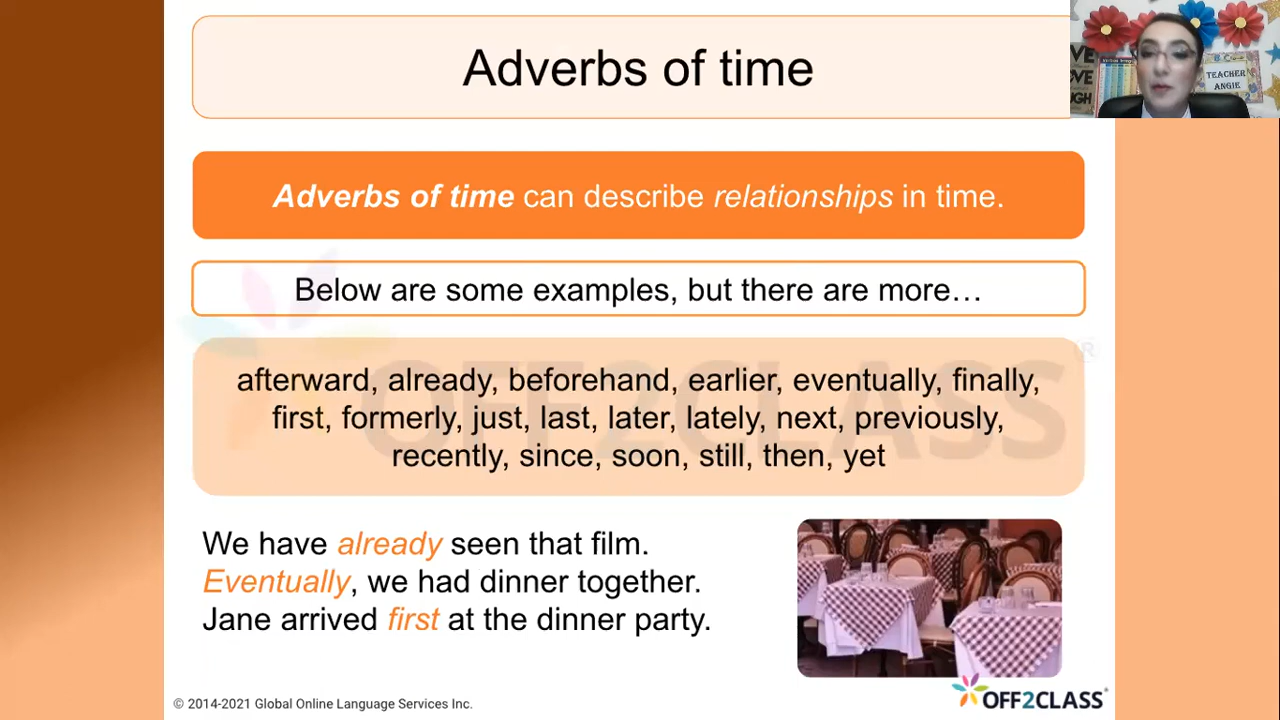 Adverbs of time
TEACHER
ANGIE
Adverbs of time can describe relationships in time.
Below are some examples, but there are more…
afterward, already, beforehand, earlier, eventually, finally,
first, formerly, just, last, later, lately, next, previously,
recently, since, soon, still, then, yet
OFF2CLASS®
We have already seen that film.
Eventually, we had dinner together.
Jane arrived first at the dinner party.
© 2014-2021 Global Online Language Services Inc.
OFF2CLASS®